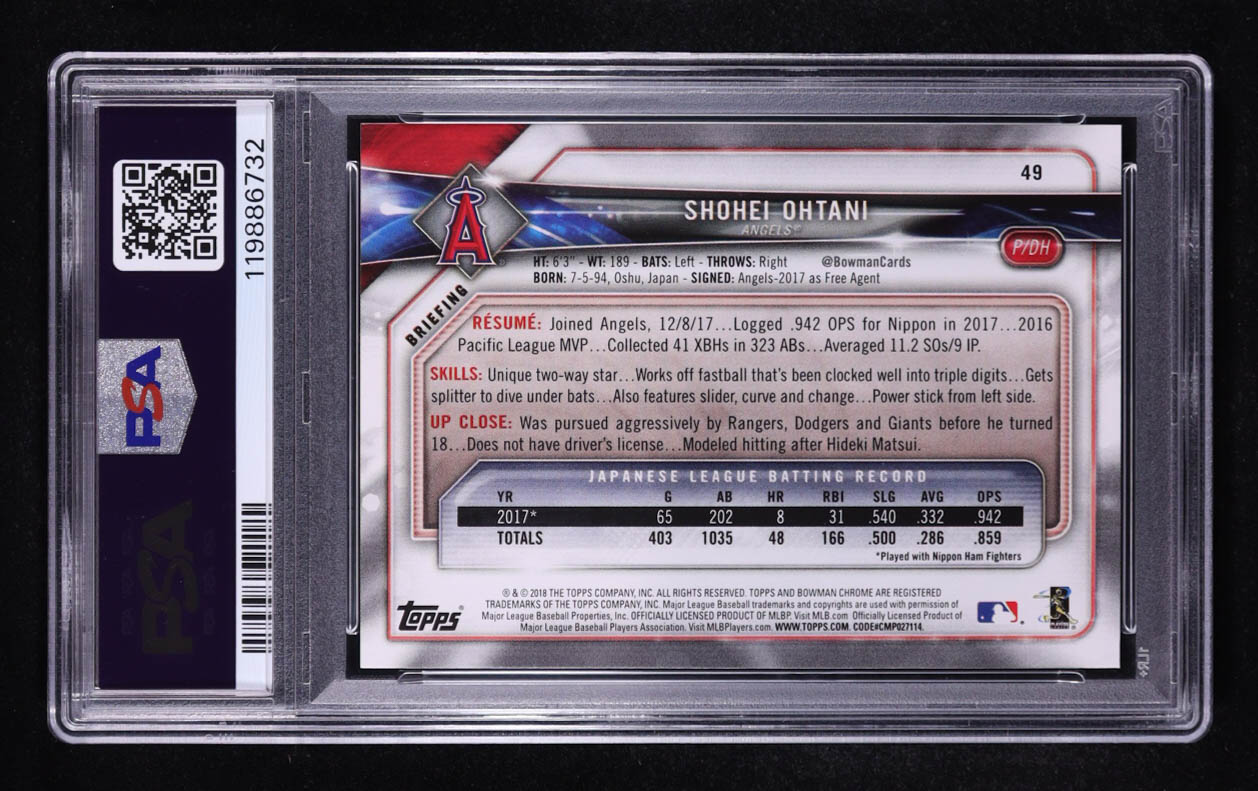 119886732
PSA
PSA
49
SHOHEI OHTANI
ANGELS®
P/DH
A
HT: 6'3" - WT: 189 - BATS: Left - THROWS: Right @BowmanCards
BORN: 7-5-94, Oshu, Japan - SIGNED: Angels-2017 as Free Agent
BRIEFING
RÉSUMÉ: Joined Angels, 12/8/17...Logged .942 OPS for Nippon in 2017...2016
Pacific League MVP...Collected 41 XBHs in 323 ABs...Averaged 11.2 SOs/9 IP.
SKILLS: Unique two-way star...Works off fastball that's been clocked well into triple digits...Gets
splitter to dive under bats...Also features slider, curve and change...Power stick from left side.
UP CLOSE: Was pursued aggressively by Rangers, Dodgers and Giants before he turned
18...Does not have driver's license...Modeled hitting after Hideki Matsui.
JAPANESE LEAGUE BATTING RECORD
YR G AB HR RBI SLG AVG OPS
2017* 65 202 8 31 .540 .332 .942
TOTALS 403 1035 48 166 .500 .286 .859
*Played with Nippon Ham Fighters
Topps®
® & © 2018 THE TOPPS COMPANY, INC. ALL RIGHTS RESERVED. TOPPS AND BOWMAN CHROME ARE REGISTERED
TRADEMARKS OF THE TOPPS COMPANY, INC. Major League Baseball trademarks and copyrights are used with permission of
Major League Baseball Properties, Inc. OFFICIALLY LICENSED PRODUCT OF MLBP. Visit MLB.com Officially Licensed Product of
Major League Baseball Players Association. Visit MLBPlayers.com. WWW.TOPPS.COM. CODE#CMP027114.
PSA